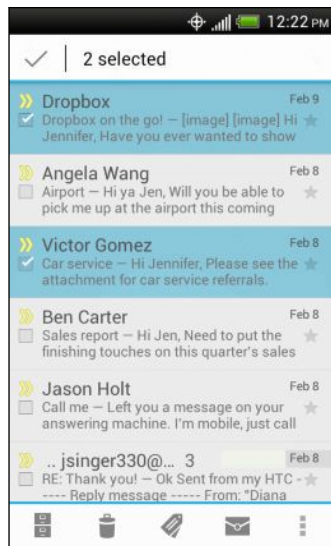 12:22 PM
2 selected
Dropbox Feb 9
Dropbox on the go! — [image] [image] Hi
Jennifer, Have you ever wanted to show
Angela Wang Feb 8
Airport — Hi ya Jen, Will you be able to
pick me up at the airport this coming
Victor Gomez Feb 8
Car service — Hi Jennifer, Please see the
attachment for car service referrals.
Ben Carter Feb 8
Sales report — Hi Jen, Need to put the
finishing touches on this quarter's sales
Jason Holt Feb 8
Call me — Left you a message on your
answering machine. I'm mobile, just call
.. jsinger330@... 3 Feb 8
RE: Thank you! — Ok Sent from my HTC -
---- Reply message ----- From: "Diana